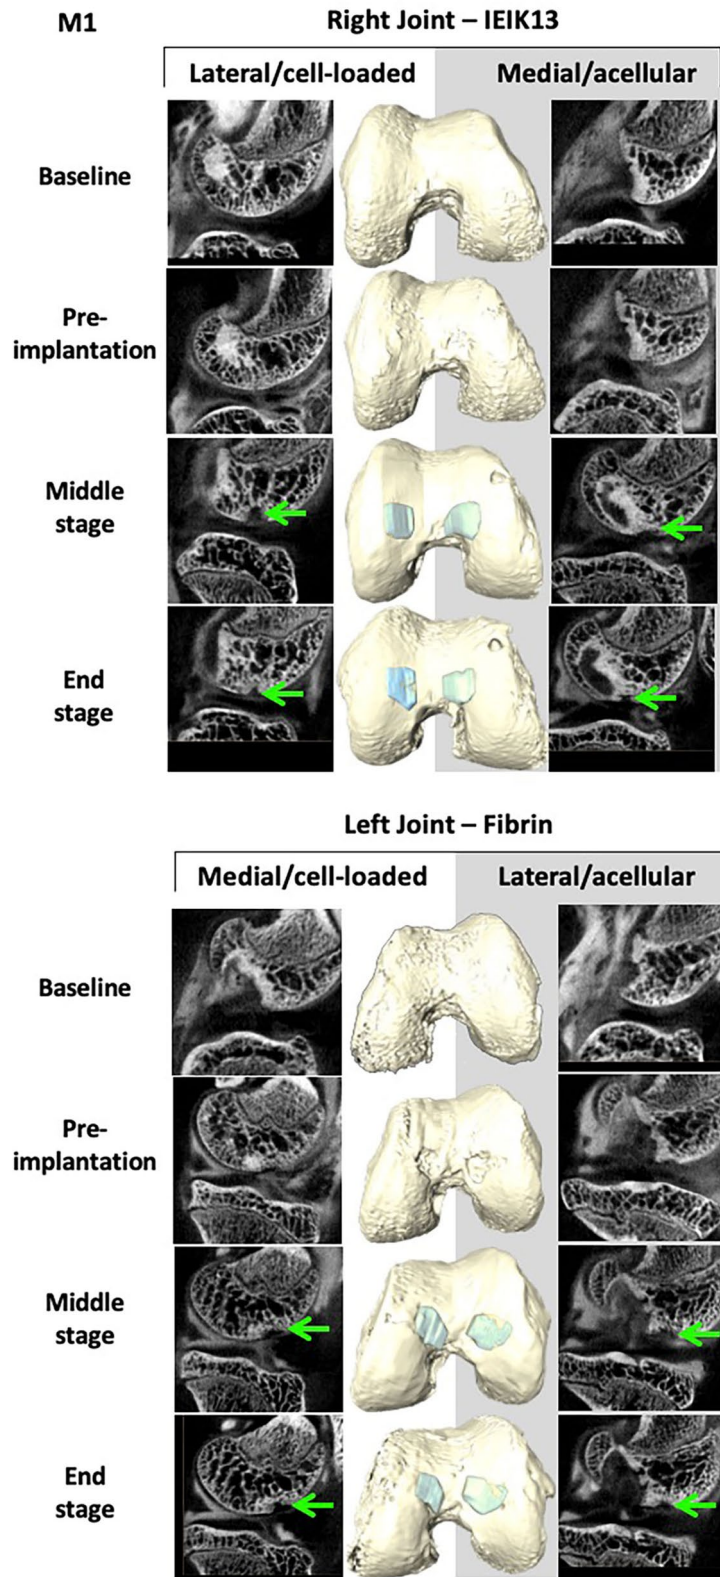 M1
Right Joint – IEIK13
Lateral/cell-loaded
Medial/acellular
Baseline
Pre-
implantation
Middle
stage
End
stage
Left Joint – Fibrin
Medial/cell-loaded
Lateral/acellular
Baseline
Pre-
implantation
Middle
stage
End
stage